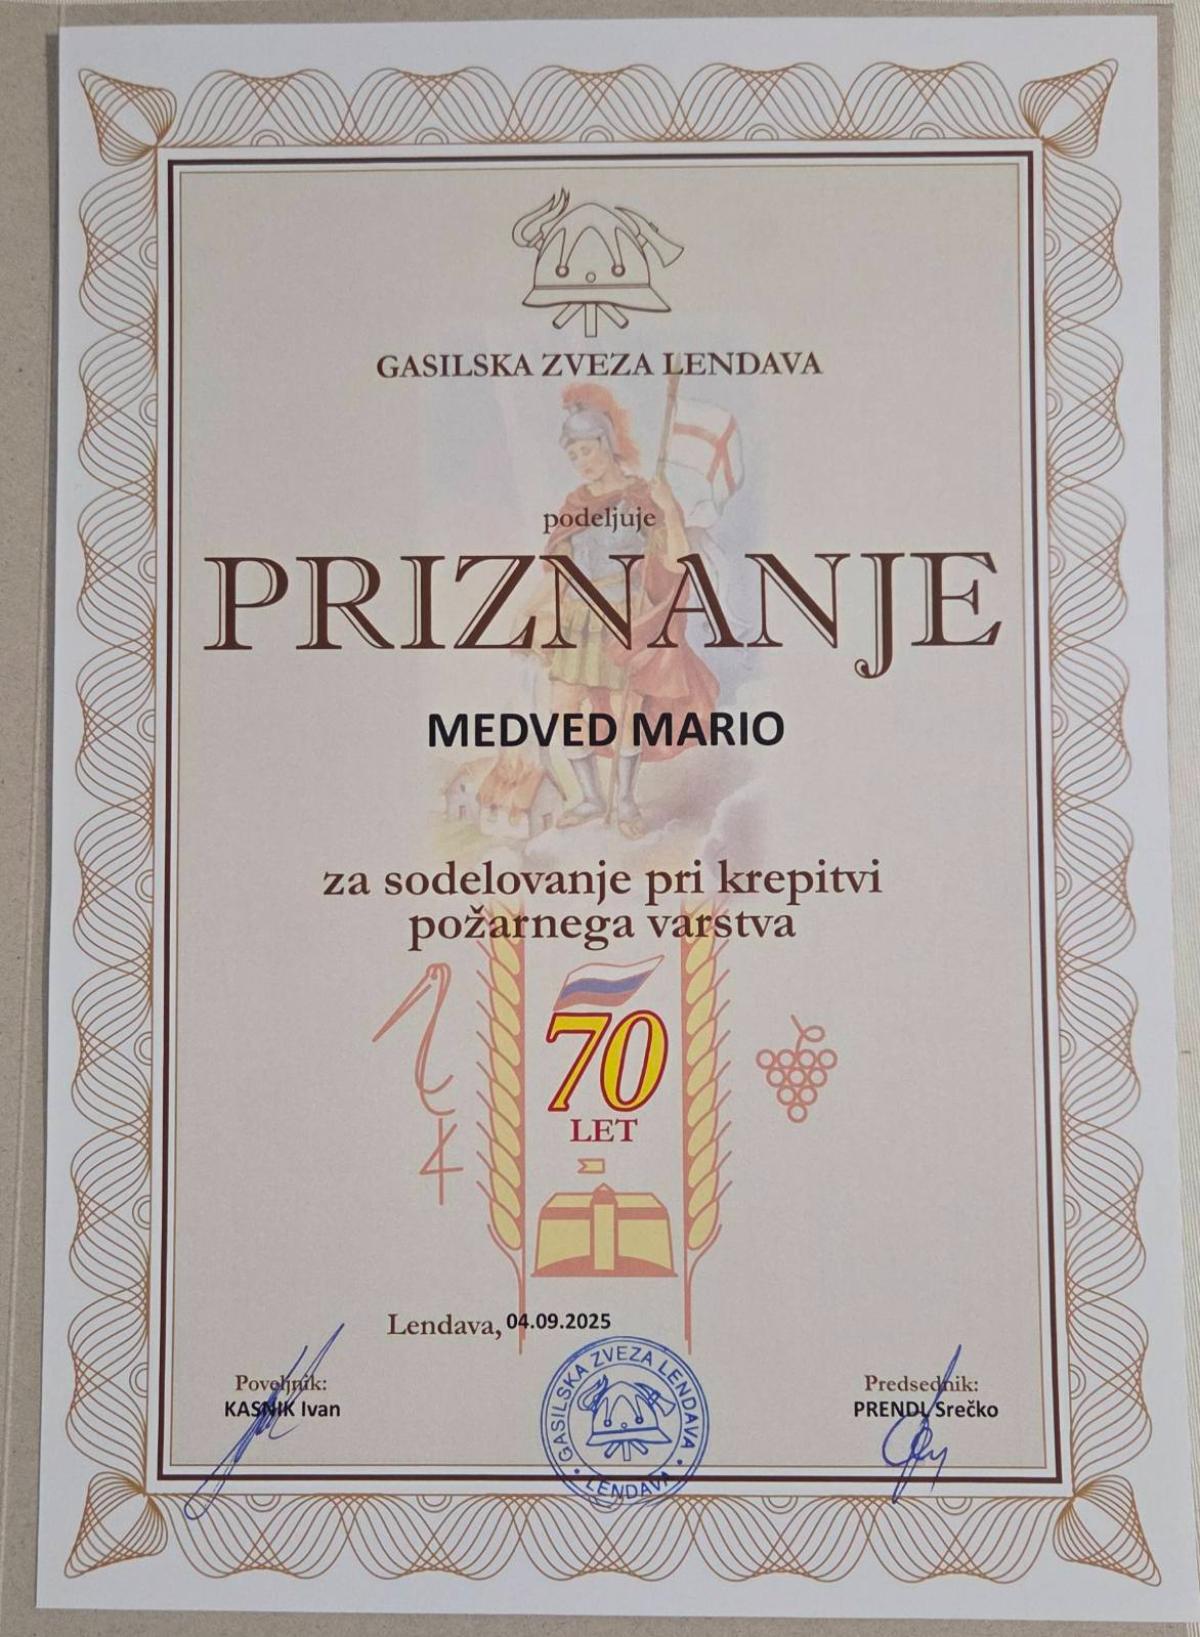 GASILSKA ZVEZA LENDAVA
podeljuje
PRIZNANJE
MEDVED MARIO
za sodelovanje pri krepitvi
požarnega varstva
70
LET
Lendava, 04.09.2025
Poveljnik:
KASNIK Ivan
GASILSKA ZVEZA LENDAVA
LENDAVA
Predsednik:
PRENDL Srečko